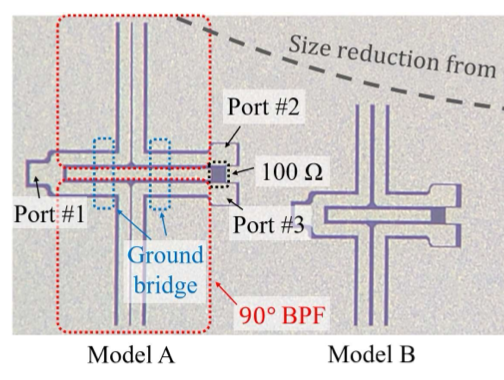 Size reduction from
Port #2
100 Ω
Port #1
Port #3
Ground
bridge
90° BPF
Model A
Model B